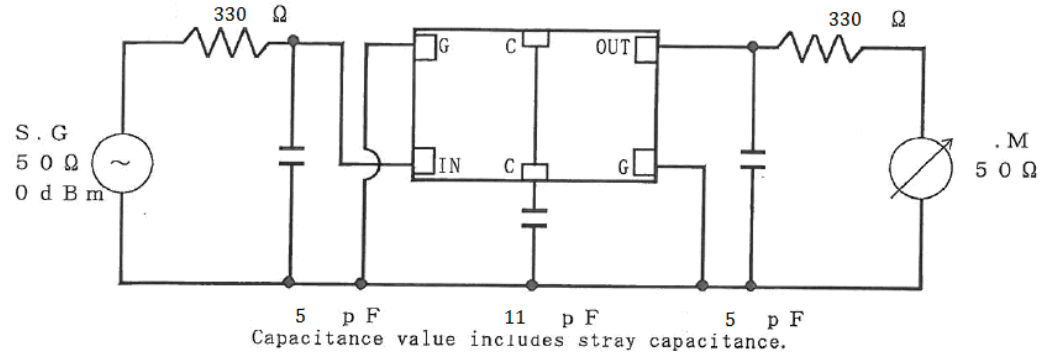 330 Ω
330 Ω
G
C
OUT
S.G
50Ω
0dBm
~
IN
C
G
.M
50Ω
5 pF
11 pF
5 pF
Capacitance value includes stray capacitance.